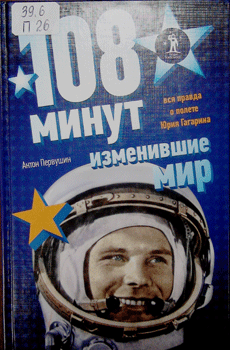 39.6
П 26
108
минут
вся правда
о полете
Юрия Гагарина
Антон Первушин
изменившие
мир